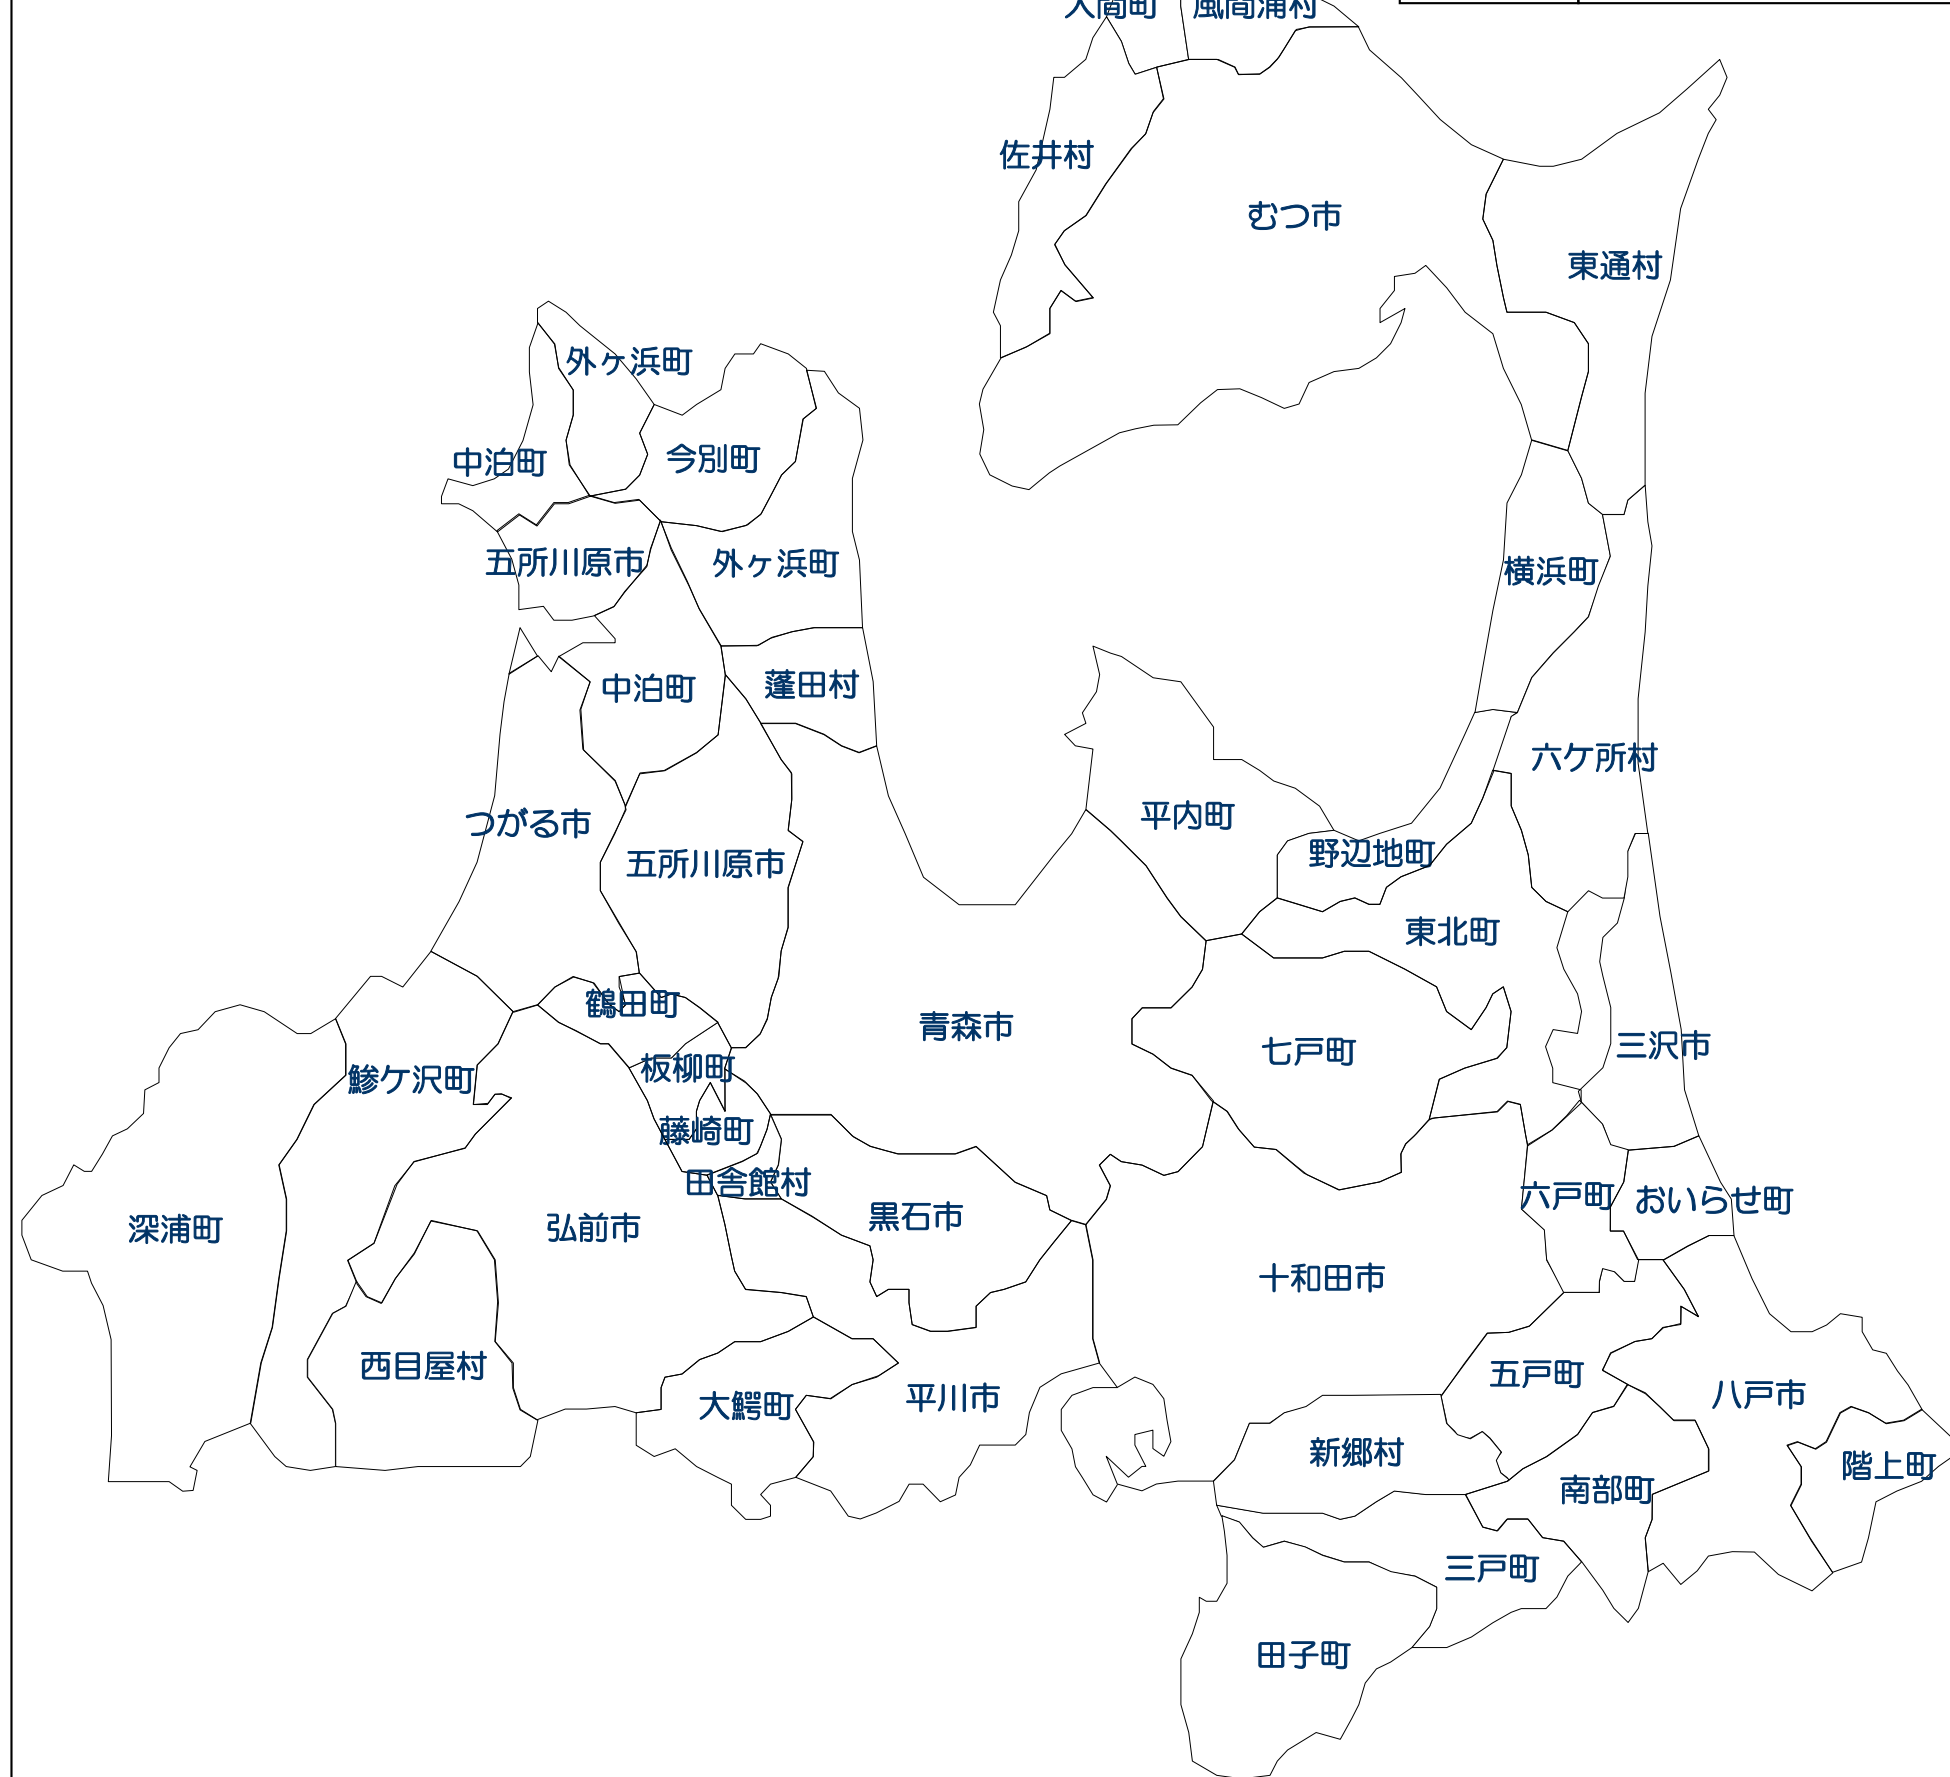 大間町
風間浦村
佐井村
むつ市
東通村
外ヶ浜町
中泊町
今別町
五所川原市
外ヶ浜町
横浜町
中泊町
蓬田村
六ケ所村
つがる市
平内町
五所川原市
野辺地町
東北町
鶴田町
青森市
三沢市
七戸町
板柳町
鯵ケ沢町
藤崎町
田舎館村
六戸町
おいらせ町
黒石市
深浦町
弘前市
十和田市
西目屋村
五戸町
八戸市
平川市
大鰐町
新郷村
階上町
南部町
三戸町
田子町